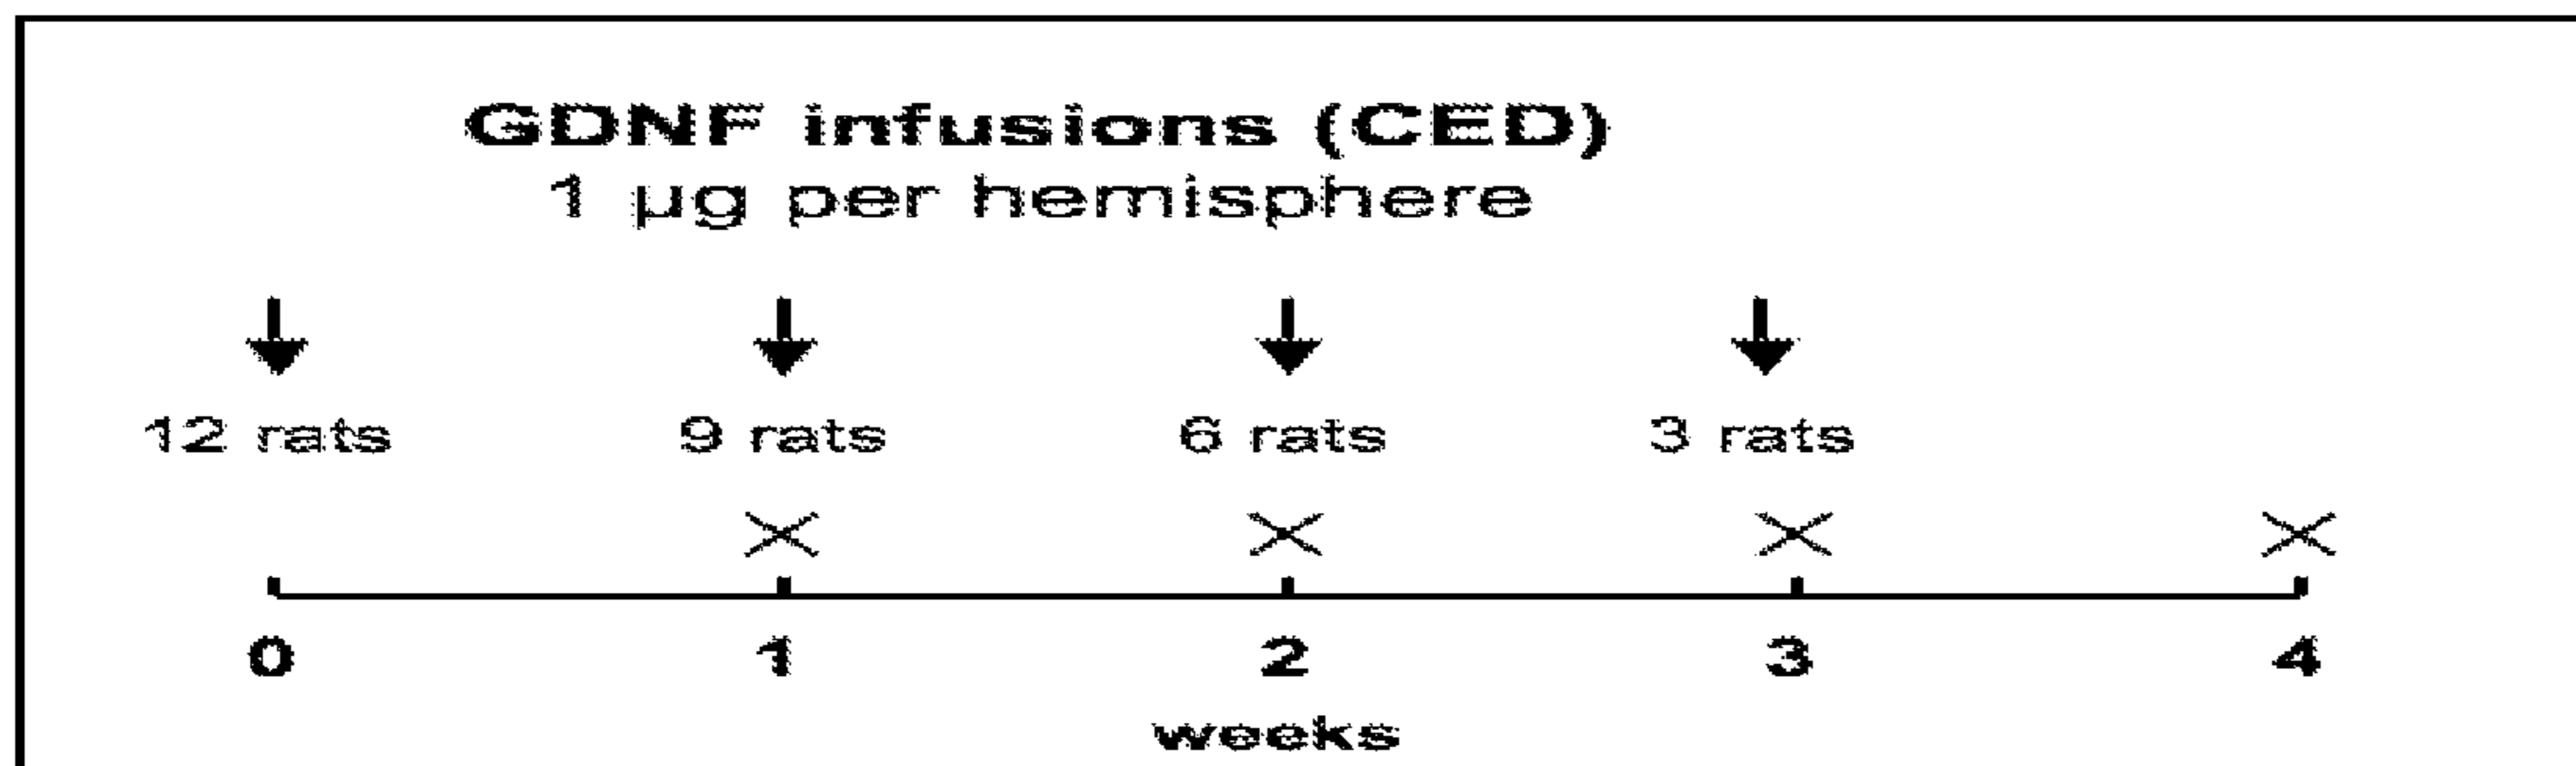 GDNF infusions (CED)
1 µg per hemisphere
12 rats 9 rats 6 rats 3 rats
0 1 2 3 4
weeks